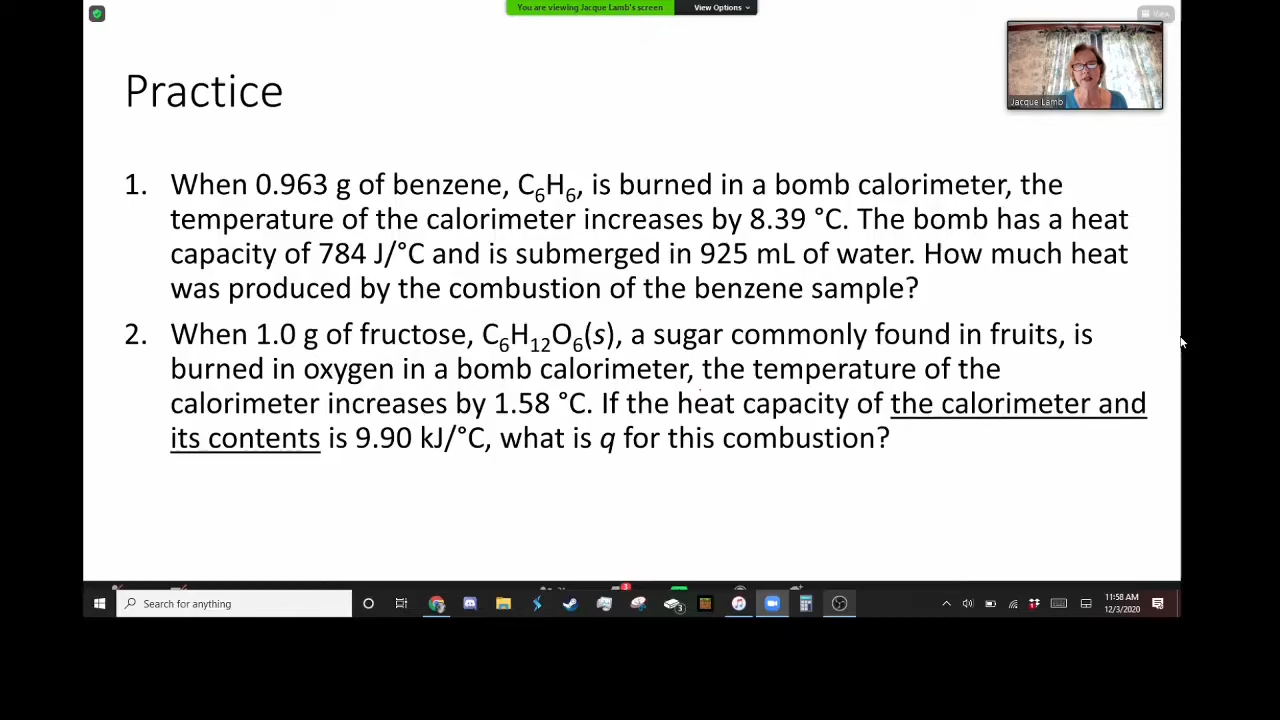 You are viewing Jacque Lamb's screen
View Options
View
Jacque Lamb
Practice
1. When 0.963 g of benzene, C6H6, is burned in a bomb calorimeter, the
temperature of the calorimeter increases by 8.39 °C. The bomb has a heat
capacity of 784 J/°C and is submerged in 925 mL of water. How much heat
was produced by the combustion of the benzene sample?
2. When 1.0 g of fructose, C6H12O6(s), a sugar commonly found in fruits, is
burned in oxygen in a bomb calorimeter, the temperature of the
calorimeter increases by 1.58 °C. If the heat capacity of the calorimeter and
its contents is 9.90 kJ/°C, what is q for this combustion?
Search for anything
3
3
11:58 AM
12/3/2020